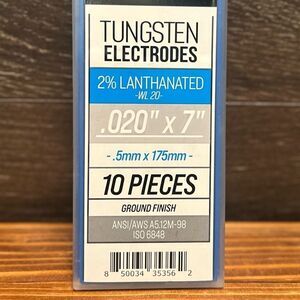 TUNGSTEN
ELECTRODES
2% LANTHANATED
-WL 20-
.020" x 7"
- .5mm x 175mm -
10 PIECES
GROUND FINISH
ANSI/AWS A5.12M-98
ISO 6848
8 50034 35356 2